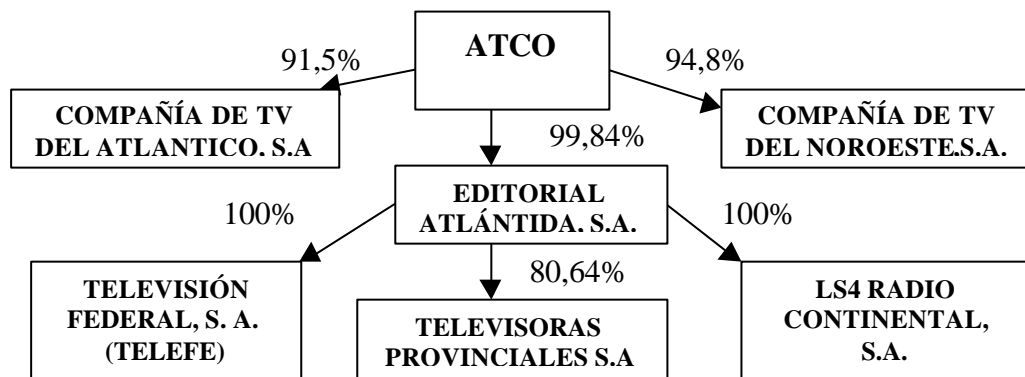 ATCO
91,5%
94,8%
COMPAÑÍA DE TV
DEL ATLANTICO. S.A
COMPAÑÍA DE TV
DEL NOROESTE.S.A.
99,84%
EDITORIAL
ATLÁNTIDA. S.A.
100%
100%
80,64%
TELEVISIÓN
FEDERAL, S. A.
(TELEFE)
TELEVISORAS
PROVINCIALES S.A
LS4 RADIO
CONTINENTAL,
S.A.